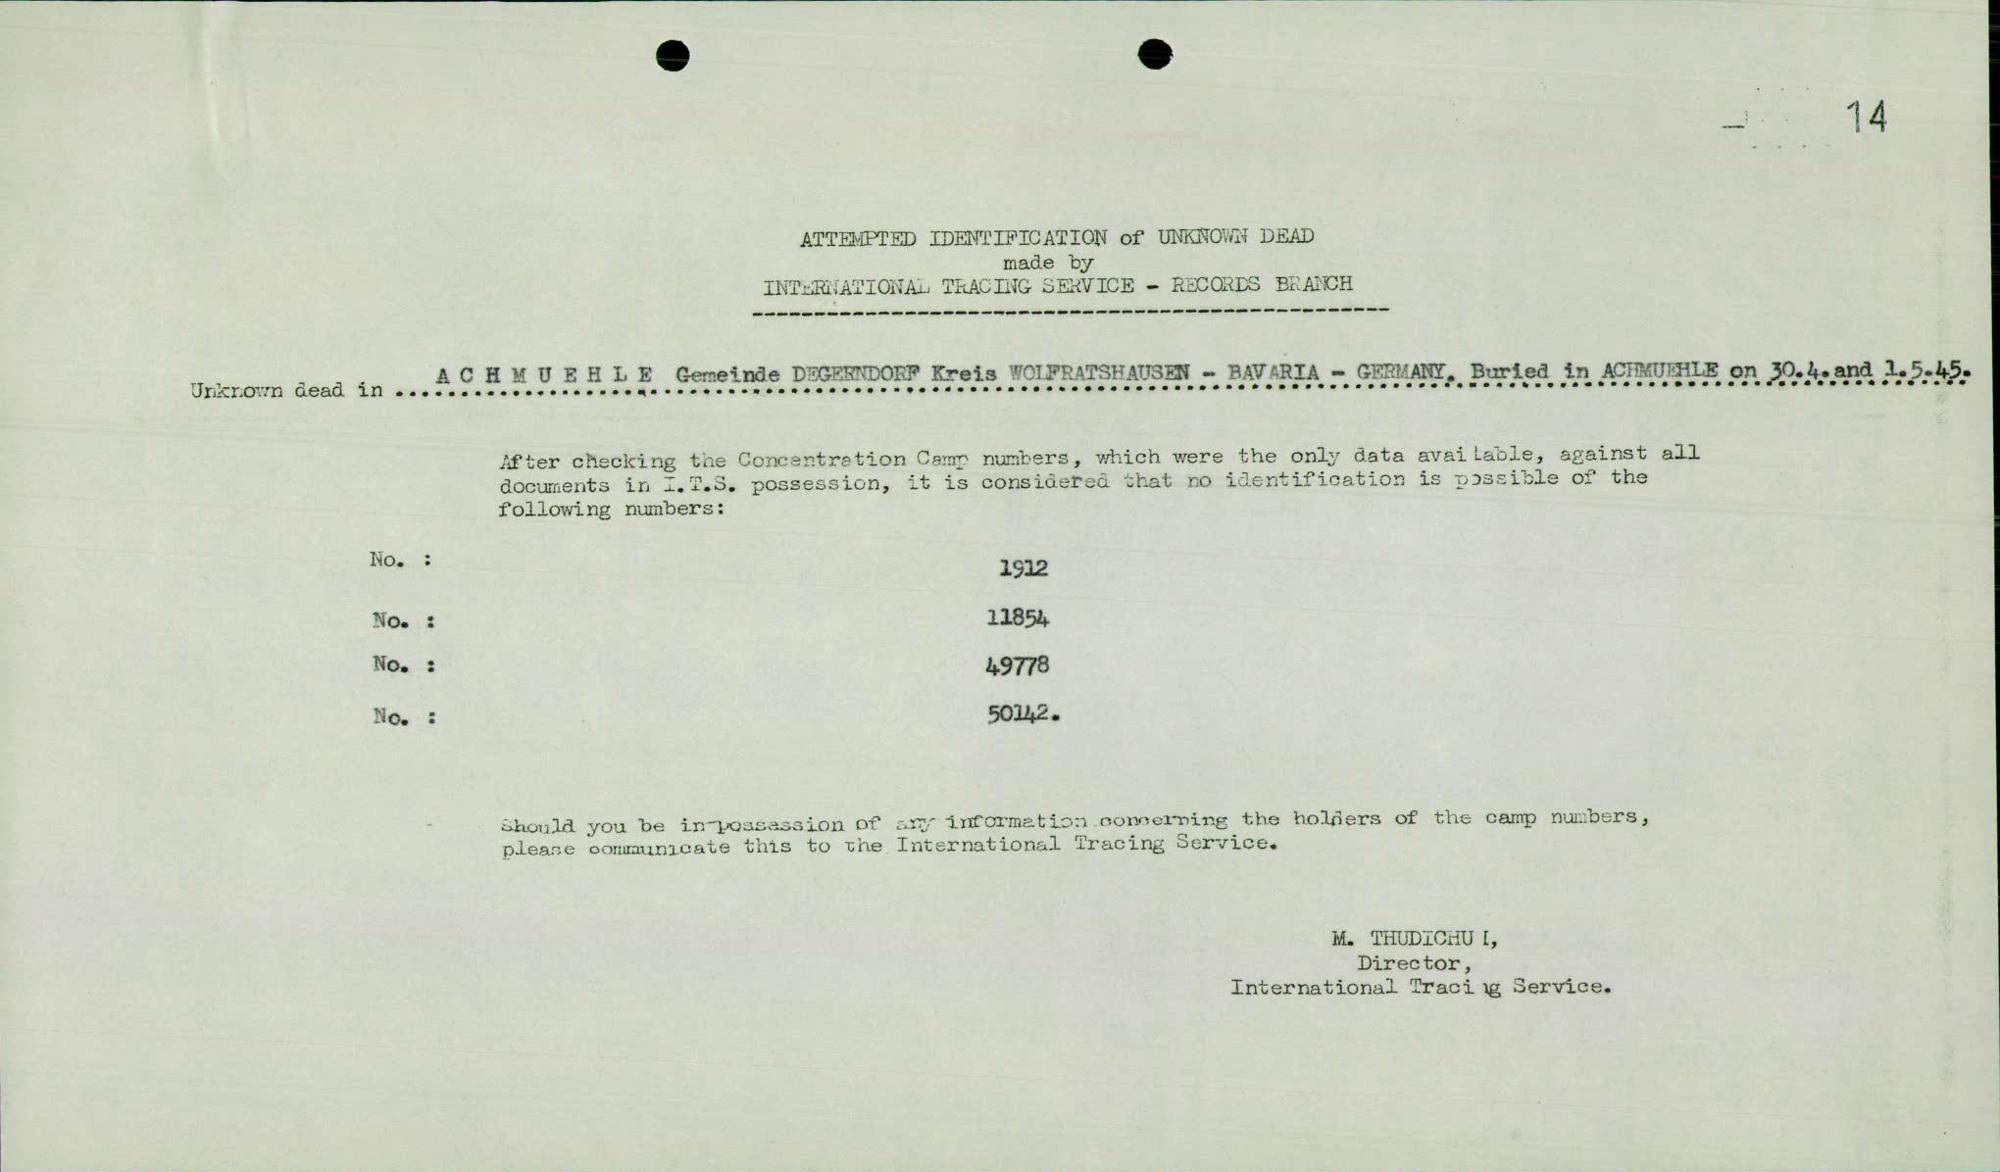 14
ATTEMPTED IDENTIFICATION of UNKNOWN DEAD
made by
INTERNATIONAL TRACING SERVICE - RECORDS BRANCH
Unknown dead in ... A C H M U E H L E Gemeinde DEGERNDORF Kreis WOLFRATSHAUSEN - BAVARIA - GERMANY. Buried in ACHMUEHLE on 30.4. and 1.5.45.
After checking the Concentration Camp numbers, which were the only data available, against all
documents in I.T.S. possession, it is considered that no identification is possible of the
following numbers:
No. : 1912
No. : 11854
No. : 49778
No. : 50142.
Should you be in possession of any information concerning the holders of the camp numbers,
please communicate this to the International Tracing Service.
M. THUDICHUM,
Director,
International Tracing Service.